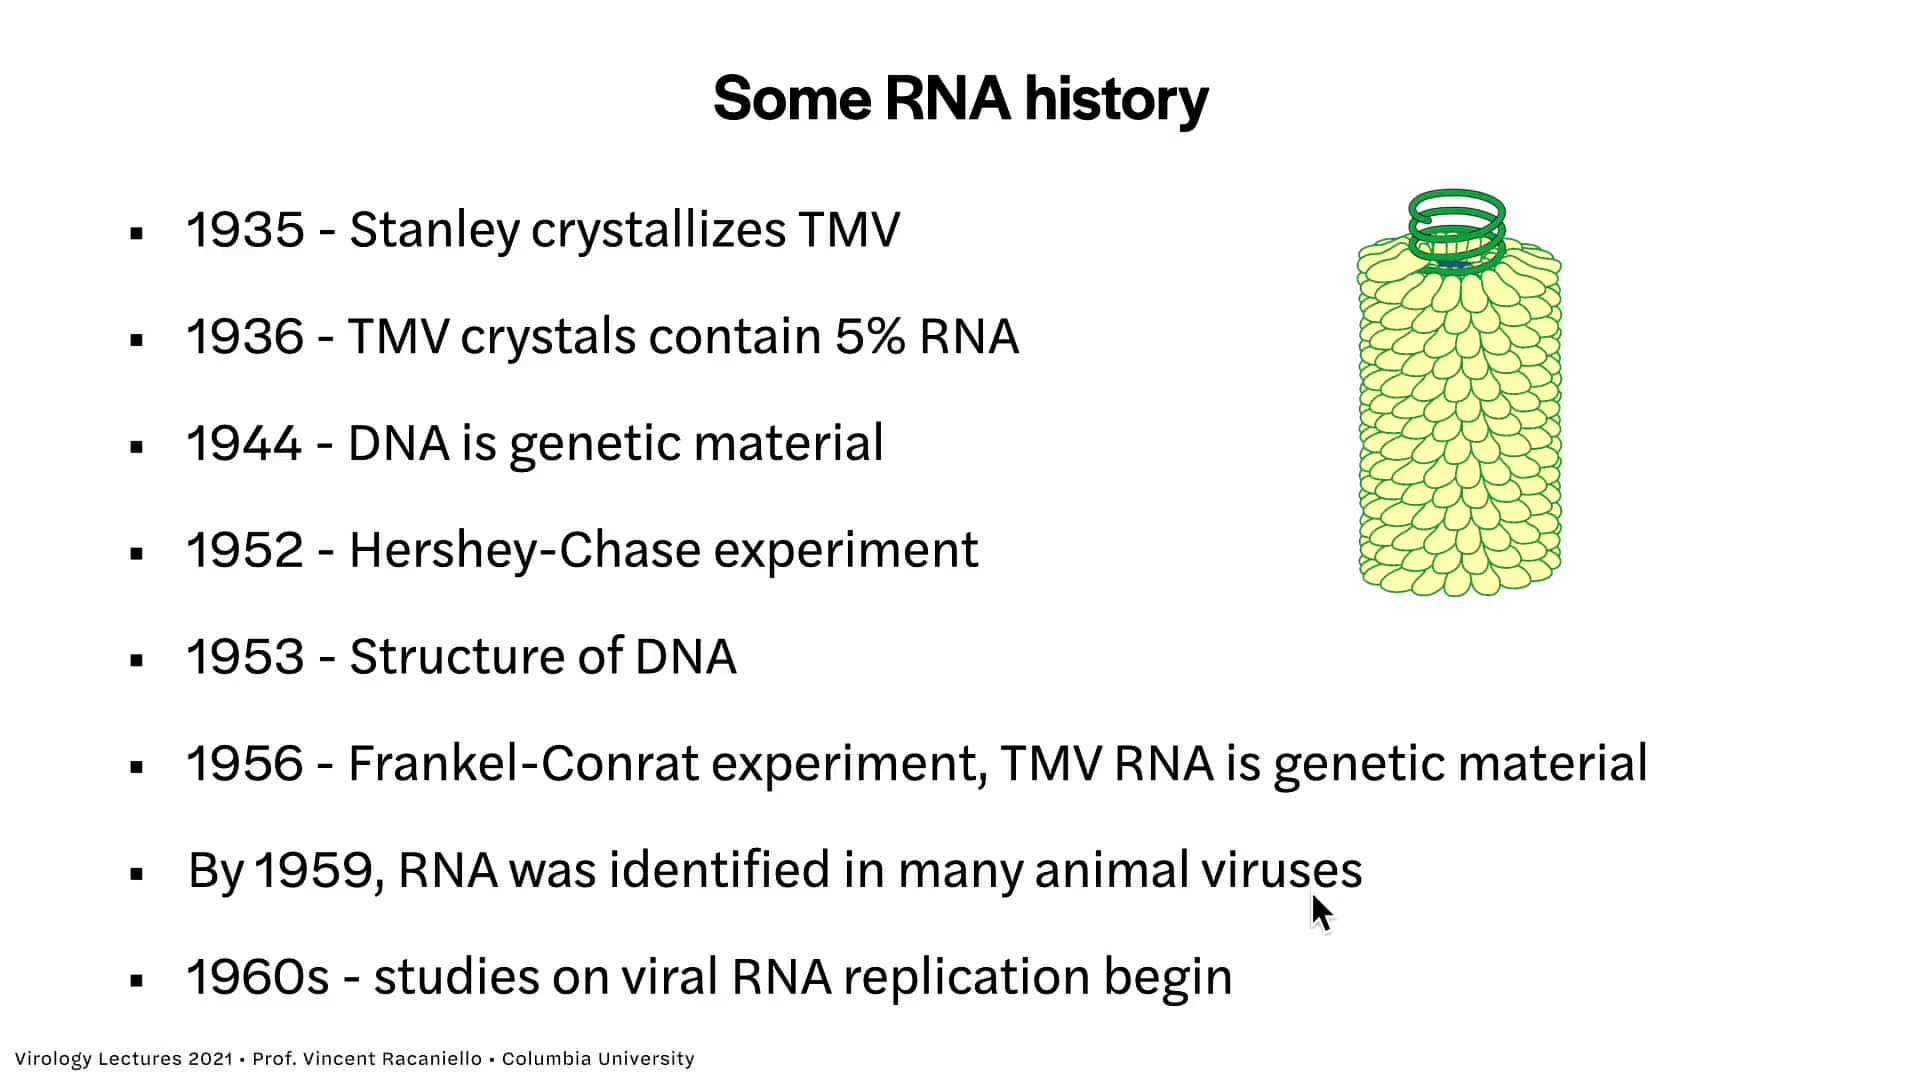 Some RNA history
▪ 1935 - Stanley crystallizes TMV
▪ 1936 - TMV crystals contain 5% RNA
▪ 1944 - DNA is genetic material
▪ 1952 - Hershey-Chase experiment
▪ 1953 - Structure of DNA
▪ 1956 - Frankel-Conrat experiment, TMV RNA is genetic material
▪ By 1959, RNA was identified in many animal viruses
▪ 1960s - studies on viral RNA replication begin
Virology Lectures 2021 • Prof. Vincent Racaniello • Columbia University